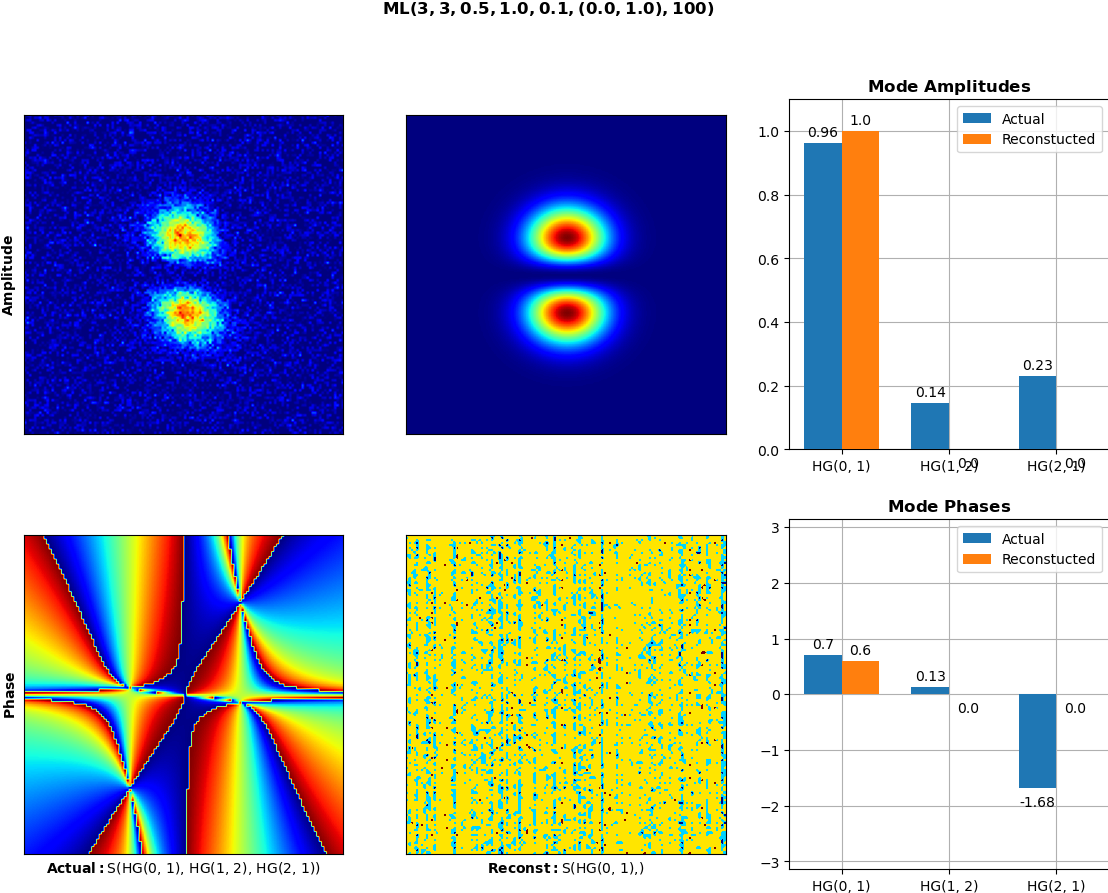 ML(3, 3, 0.5, 1.0, 0.1, (0.0, 1.0), 100)
Amplitude
Mode Amplitudes
Actual
Reconstucted
1.0
0.8
0.6
0.4
0.2
0.0
0.96
1.0
0.14
0.0
0.23
0.0
HG(0, 1)
HG(1, 2)
HG(2, 1)
Phase
Actual: S(HG(0, 1), HG(1, 2), HG(2, 1))
Reconst: S(HG(0, 1),)
Mode Phases
Actual
Reconstucted
3
2
1
0
−1
−2
−3
0.7
0.6
0.13
0.0
-1.68
0.0
HG(0, 1)
HG(1, 2)
HG(2, 1)